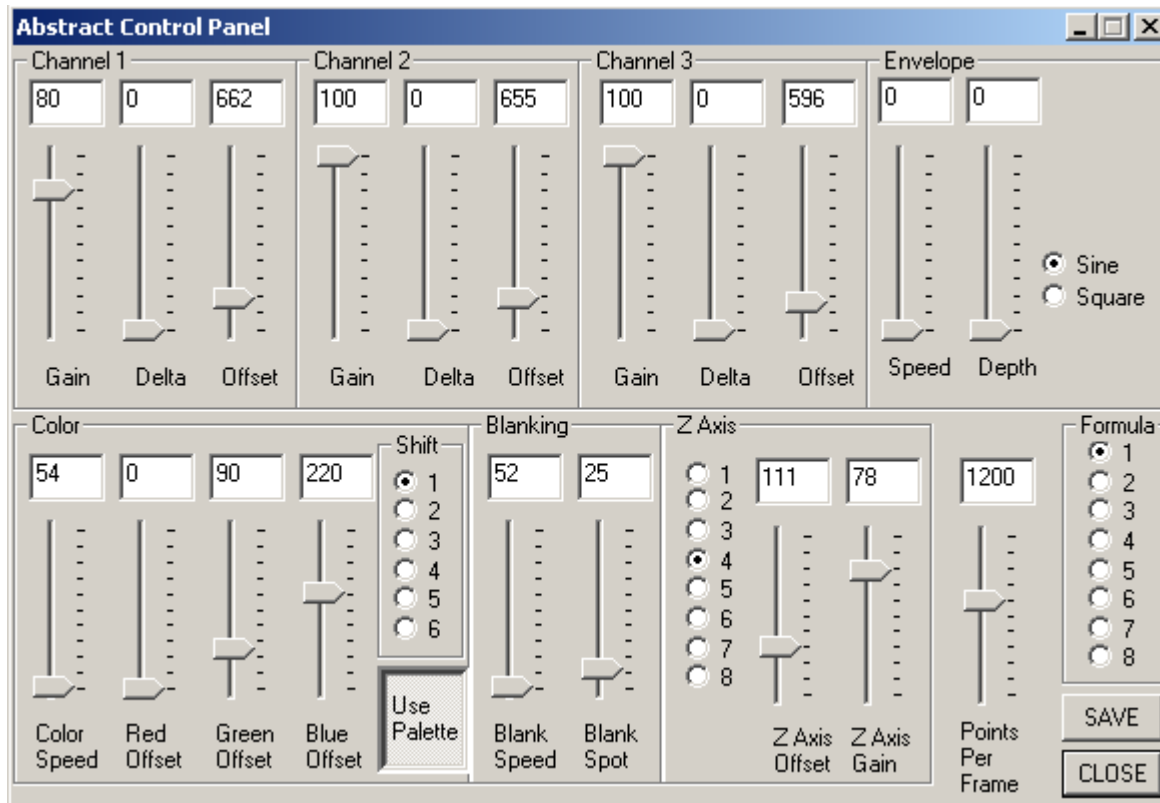 Abstract Control Panel
Channel 1
Channel 2
Channel 3
Envelope
80 0 662 100 0 655 100 0 596 0 0
Sine
Square
Gain Delta Offset Gain Delta Offset Gain Delta Offset Speed Depth
Color
Shift
Blanking
Z Axis
Formula
54 0 90 220
1
2
3
4
5
6
Use
Palette
Color
Speed
Red
Offset
Green
Offset
Blue
Offset
52 25
Blank
Speed
Blank
Spot
1
2
3
4
5
6
7
8
111 78
Z Axis
Offset
Z Axis
Gain
1200
Points
Per
Frame
1
2
3
4
5
6
7
8
SAVE
CLOSE